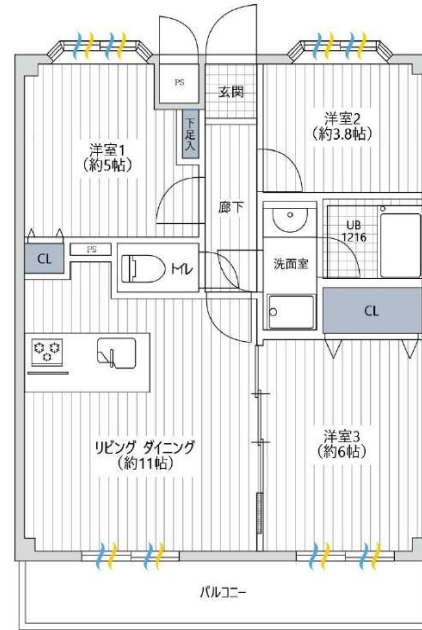 PS
玄関
洋室1
(約5帖)
下足入
洋室2
(約3.8帖)
廊下
UB
1216
洗面室
CL
PS
トイレ
CL
リビング ダイニング
(約11帖)
洋室3
(約6帖)
バルコニー